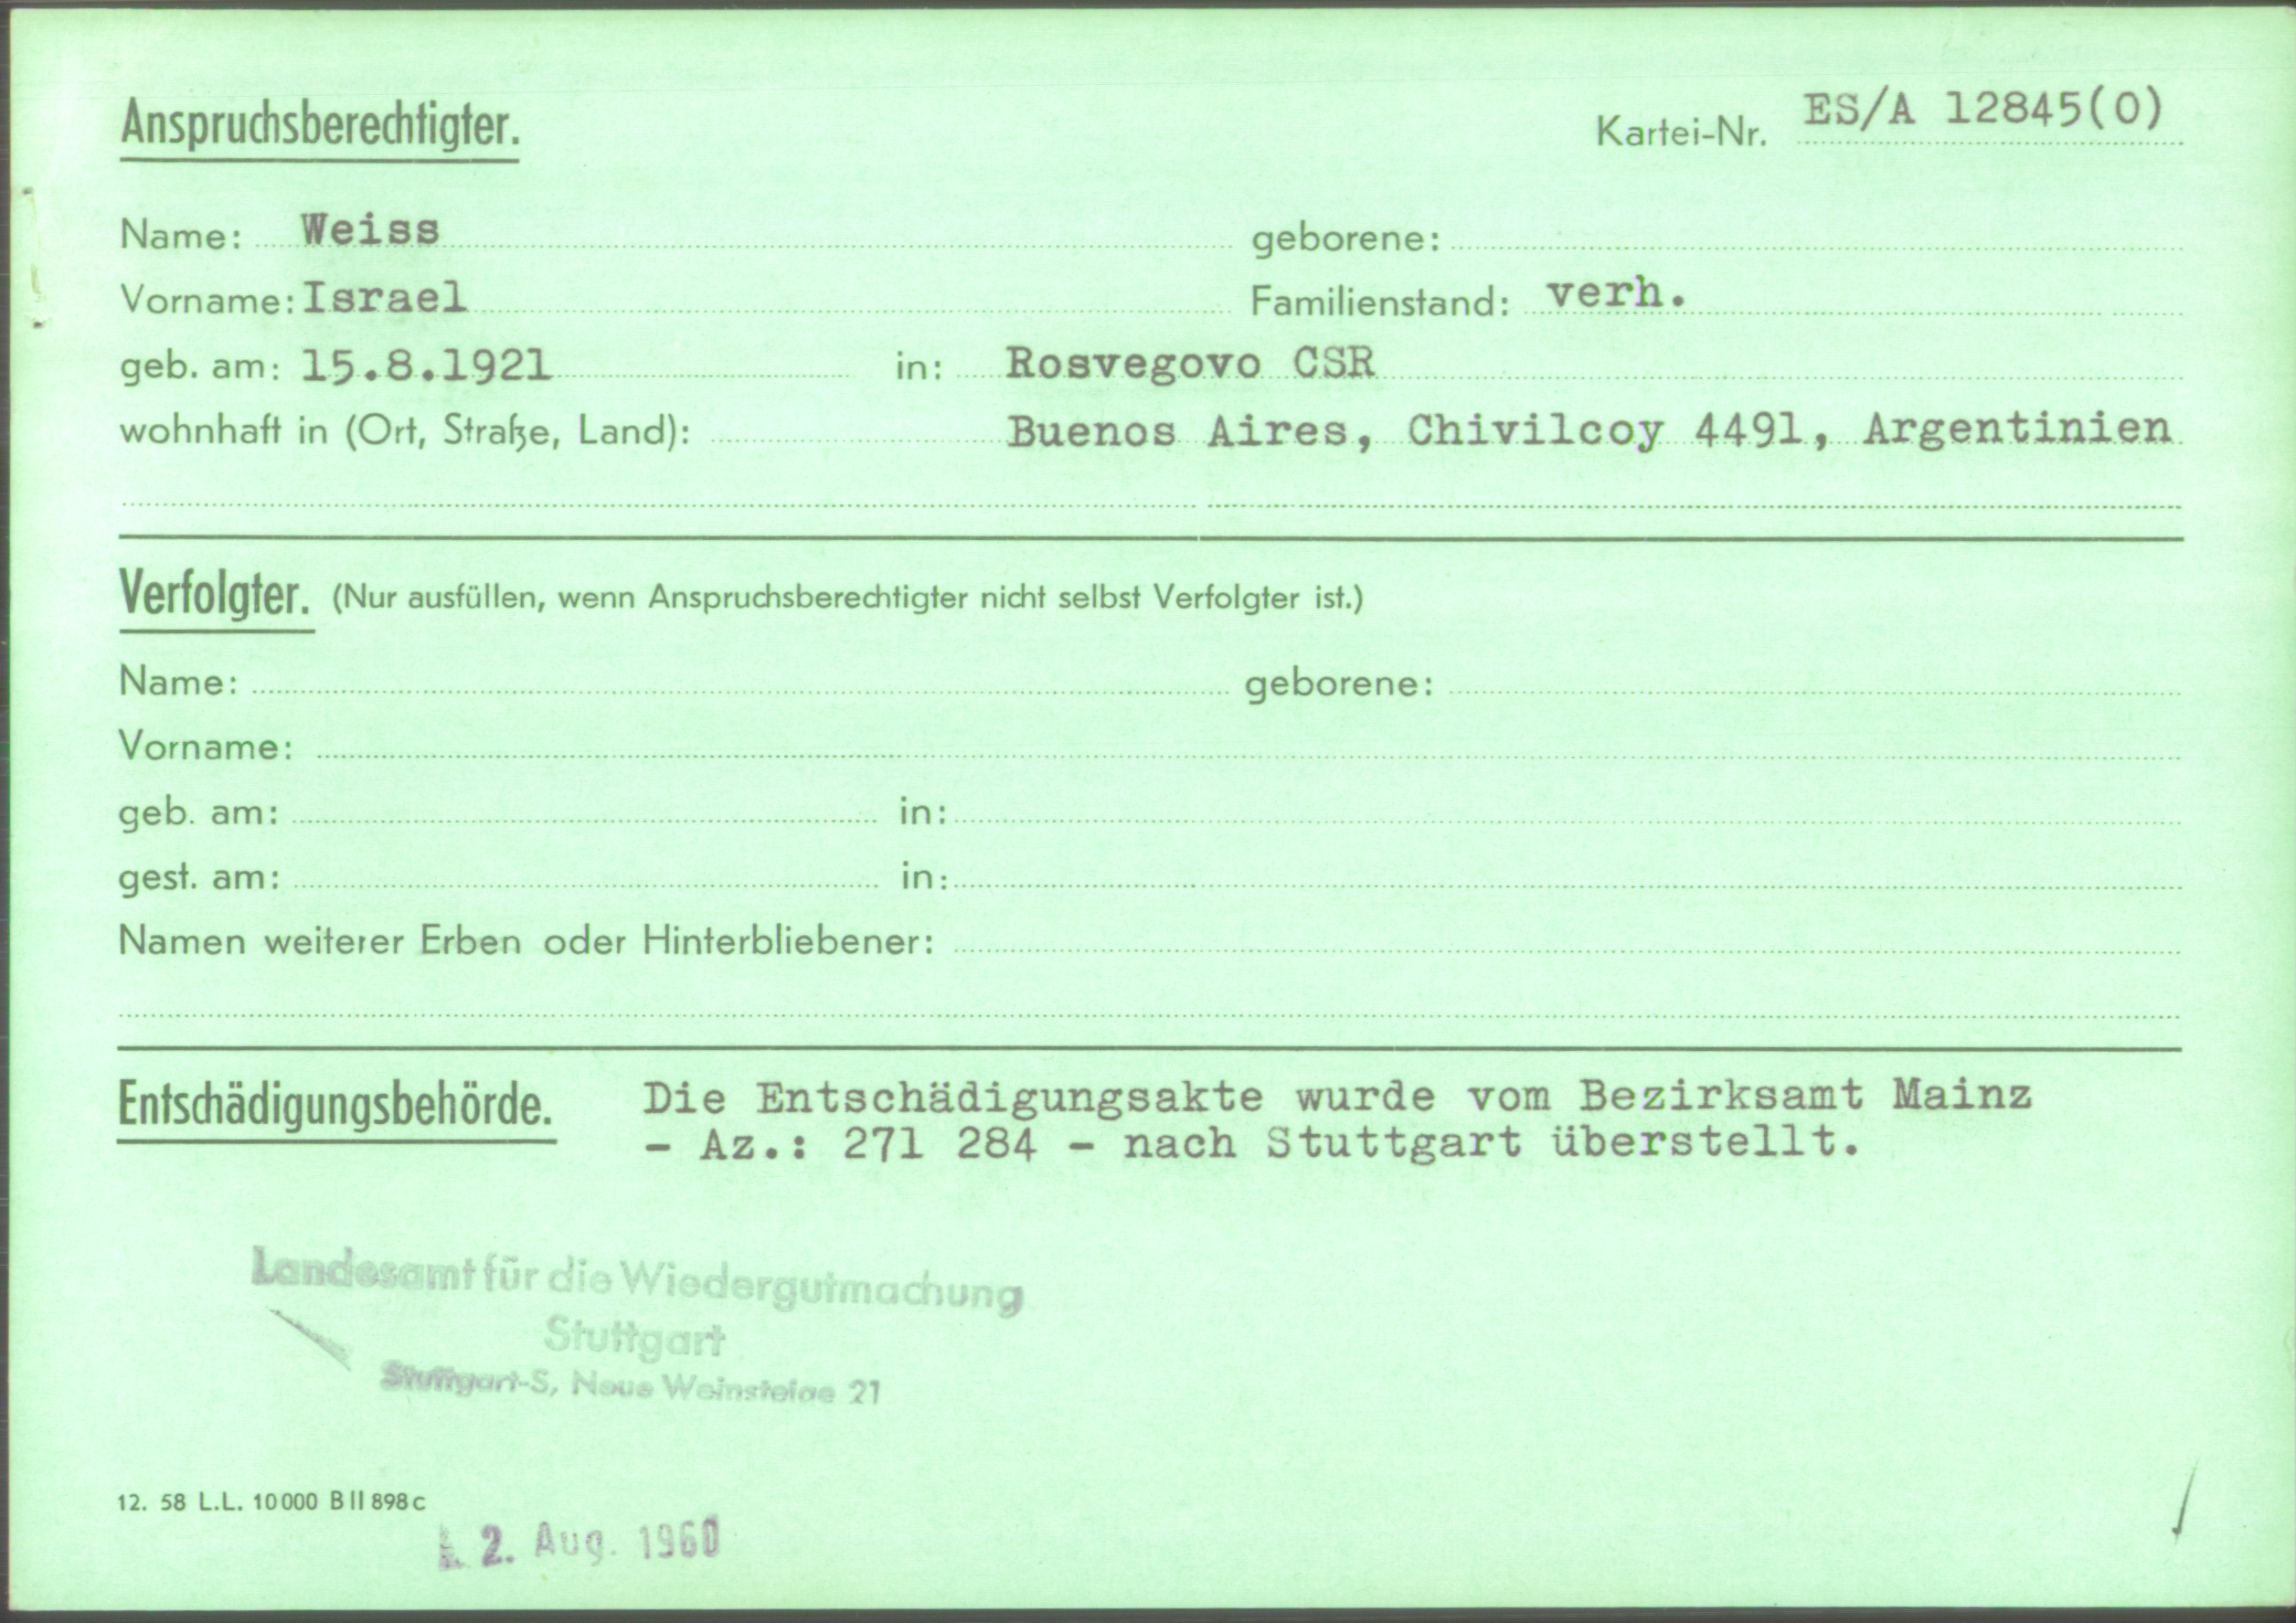 Anspruchsberechtigter. Kartei-Nr. ES/A 12845(0)
Name: Weiss geborene:
Vorname: Israel Familienstand: verh.
geb. am: 15.8.1921 in: Rosvegovo CSR
wohnhaft in (Ort, Straße, Land): Buenos Aires, Chivilcoy 4491, Argentinien
Verfolgter. (Nur ausfüllen, wenn Anspruchsberechtigter nicht selbst Verfolgter ist.)
Name: geborene:
Vorname:
geb. am: in:
gest. am: in:
Namen weiterer Erben oder Hinterbliebener:
Entschädigungsbehörde. Die Entschädigungsakte wurde vom Bezirksamt Mainz
- Az.: 271 284 - nach Stuttgart überstellt.
Landesamt für die Wiedergutmachung
Stuttgart
Stuttgart-S, Neue Weinsteige 21
12. 58 L.L. 10000 B II 898 c
2. Aug. 1960